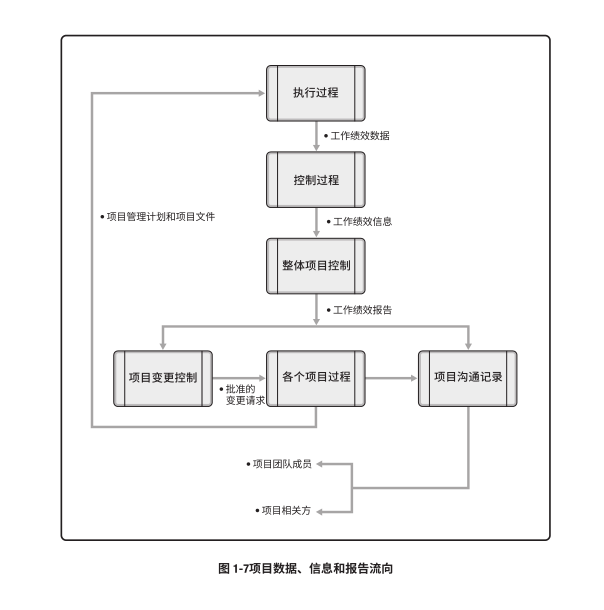 执行过程
• 工作绩效数据
控制过程
• 项目管理计划和项目文件
• 工作绩效信息
整体项目控制
• 工作绩效报告
项目变更控制
• 批准的
变更请求
各个项目过程
项目沟通记录
• 项目团队成员
• 项目相关方
图 1-7项目数据、信息和报告流向